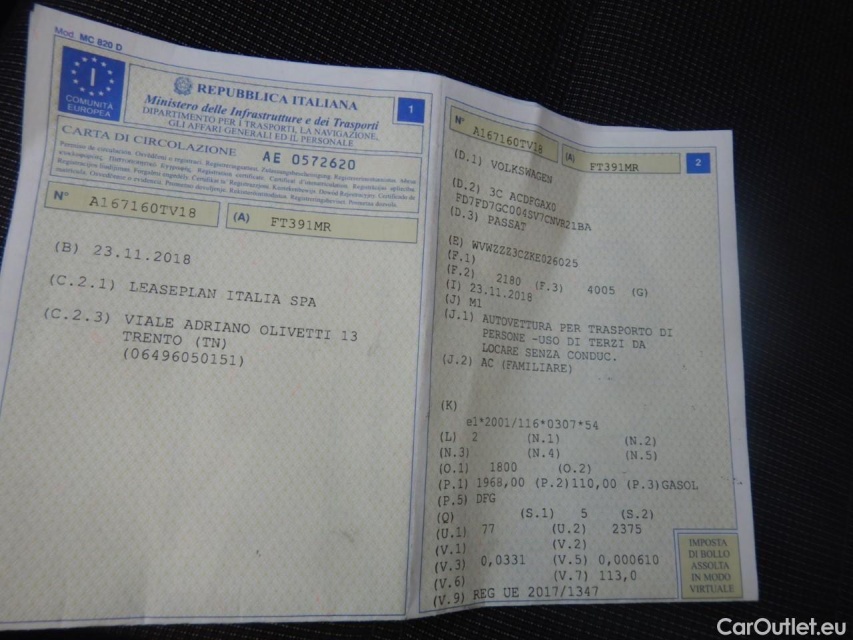 Mod. MC 820 D
I
COMUNITÀ
EUROPEA
REPUBBLICA ITALIANA
1
Ministero delle Infrastrutture e dei Trasporti
DIPARTIMENTO PER I TRASPORTI, LA NAVIGAZIONE,
GLI AFFARI GENERALI ED IL PERSONALE
CARTA DI CIRCOLAZIONE AE 0572620
N° A167160TV18 (A) FT391MR
(B) 23.11.2018
(C.2.1) LEASEPLAN ITALIA SPA
(C.2.3) VIALE ADRIANO OLIVETTI 13
TRENTO (TN)
(06496050151)
N° A167160TV18 (A) FT391MR 2
(D.1) VOLKSWAGEN
(D.2) 3C ACDFGAX0
FD7FD7GC004SV7CNVR21BA
(D.3) PASSAT
(E) WVWZZZ3CZKE026025
(F.1)
(F.2) 2180 (F.3) 4005 (G)
(I) 23.11.2018
(J) M1
(J.1) AUTOVETTURA PER TRASPORTO DI
PERSONE -USO DI TERZI DA
LOCARE SENZA CONDUC.
(J.2) AC (FAMILIARE)
(K)
e1*2001/116*0307*54
(L) 2 (N.1) (N.2)
(N.3) (N.4) (N.5)
(O.1) 1800 (O.2)
(P.1) 1968,00 (P.2)110,00 (P.3)GASOL
(P.5) DFG
(Q) (S.1) 5 (S.2)
(U.1) 77 (U.2) 2375
(V.1) (V.2)
(V.3) 0,0331 (V.5) 0,000610
(V.6) (V.7) 113,0
(V.9) REG UE 2017/1347
IMPOSTA
DI BOLLO
ASSOLTA
IN MODO
VIRTUALE
CarOutlet.eu